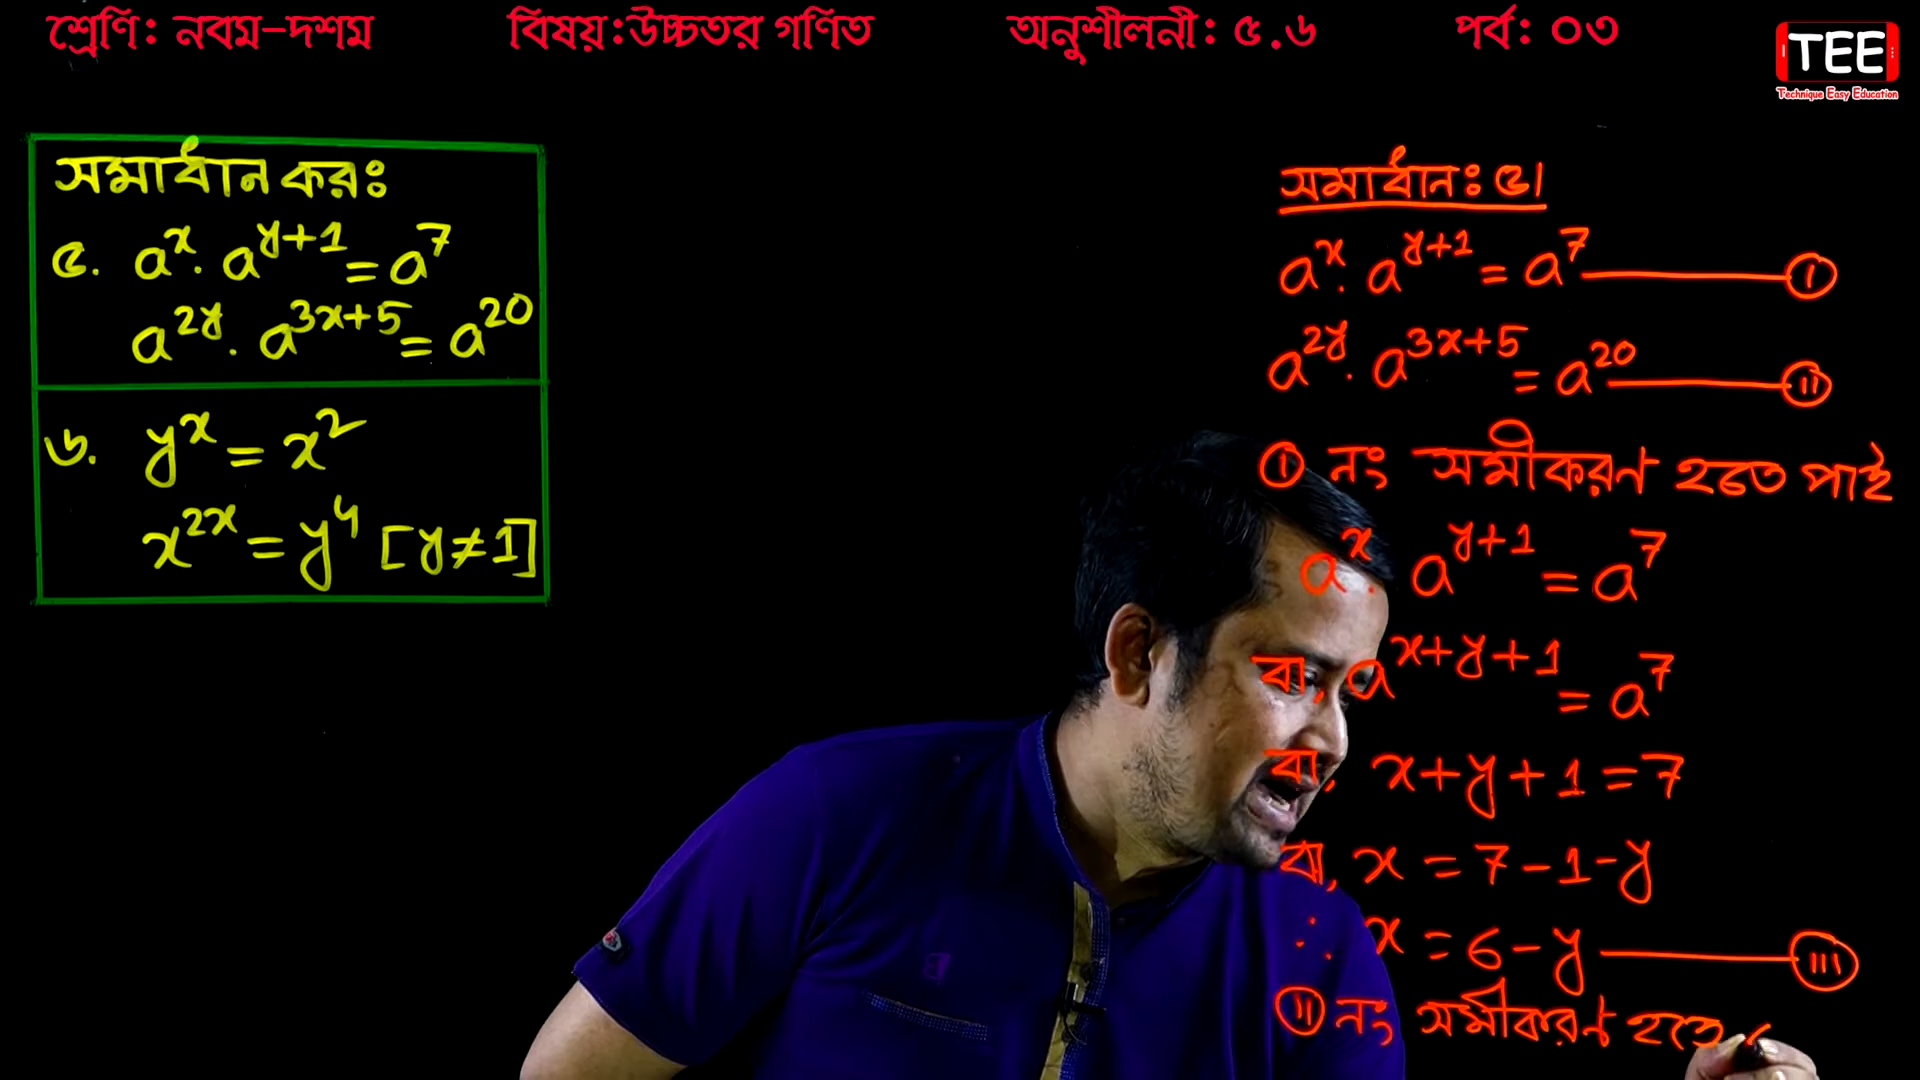 শ্রেণি: নবম-দশম বিষয়:উচ্চতর গণিত অনুশীলনী: ৫.৬ পর্ব: ০৩
TEE
Technique Easy Education
সমাধান করঃ
৫. a^x. a^{y+1} = a^7
a^{2y}. a^{3x+5} = a^{20}
৬. y^x = x^2
x^{2x} = y^4 [y≠1]
সমাধানঃ ৫।
a^x. a^{y+1} = a^7 (i)
a^{2y}. a^{3x+5} = a^{20} (ii)
(i) নং সমীকরণ হতে পাই
a^x. a^{y+1} = a^7
বা, a^{x+y+1} = a^7
বা, x+y+1=7
বা, x = 7-1-y
∴ x = 6-y (iii)
(ii) নং সমীকরণ হতে